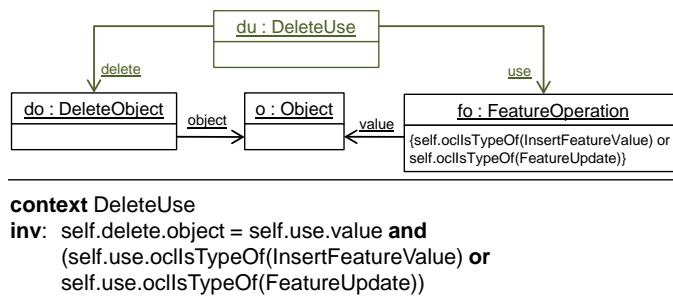 du : DeleteUse
delete
use
do : DeleteObject
object
o : Object
value
fo : FeatureOperation
{self.oclIsTypeOf(InsertFeatureValue) or
self.oclIsTypeOf(FeatureUpdate)}
context DeleteUse
inv: self.delete.object = self.use.value and
(self.use.oclIsTypeOf(InsertFeatureValue) or
self.use.oclIsTypeOf(FeatureUpdate))